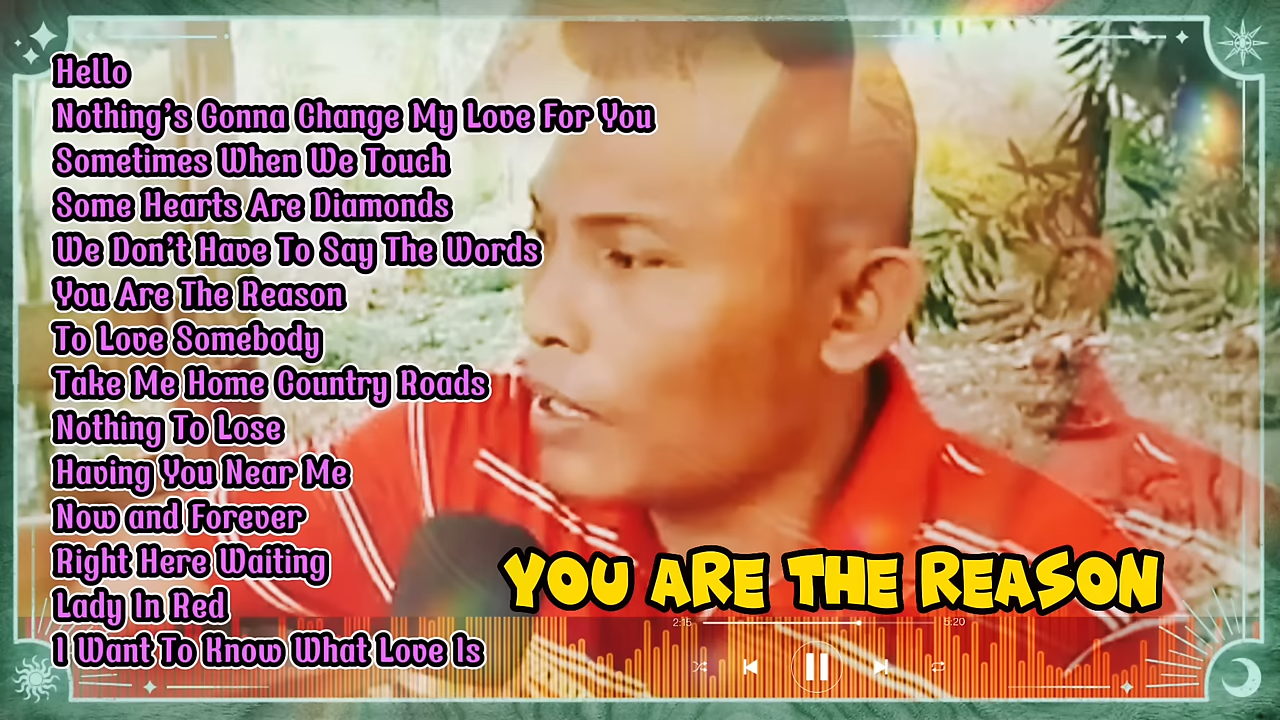 Hello
Nothing's Gonna Change My Love For You
Sometimes When We Touch
Some Hearts Are Diamonds
We Don't Have To Say The Words
You Are The Reason
To Love Somebody
Take Me Home Country Roads
Nothing To Lose
Having You Near Me
Now and Forever
Right Here Waiting
Lady In Red
I Want To Know What Love Is
YOU ARE THE REASON
2:15 5:20